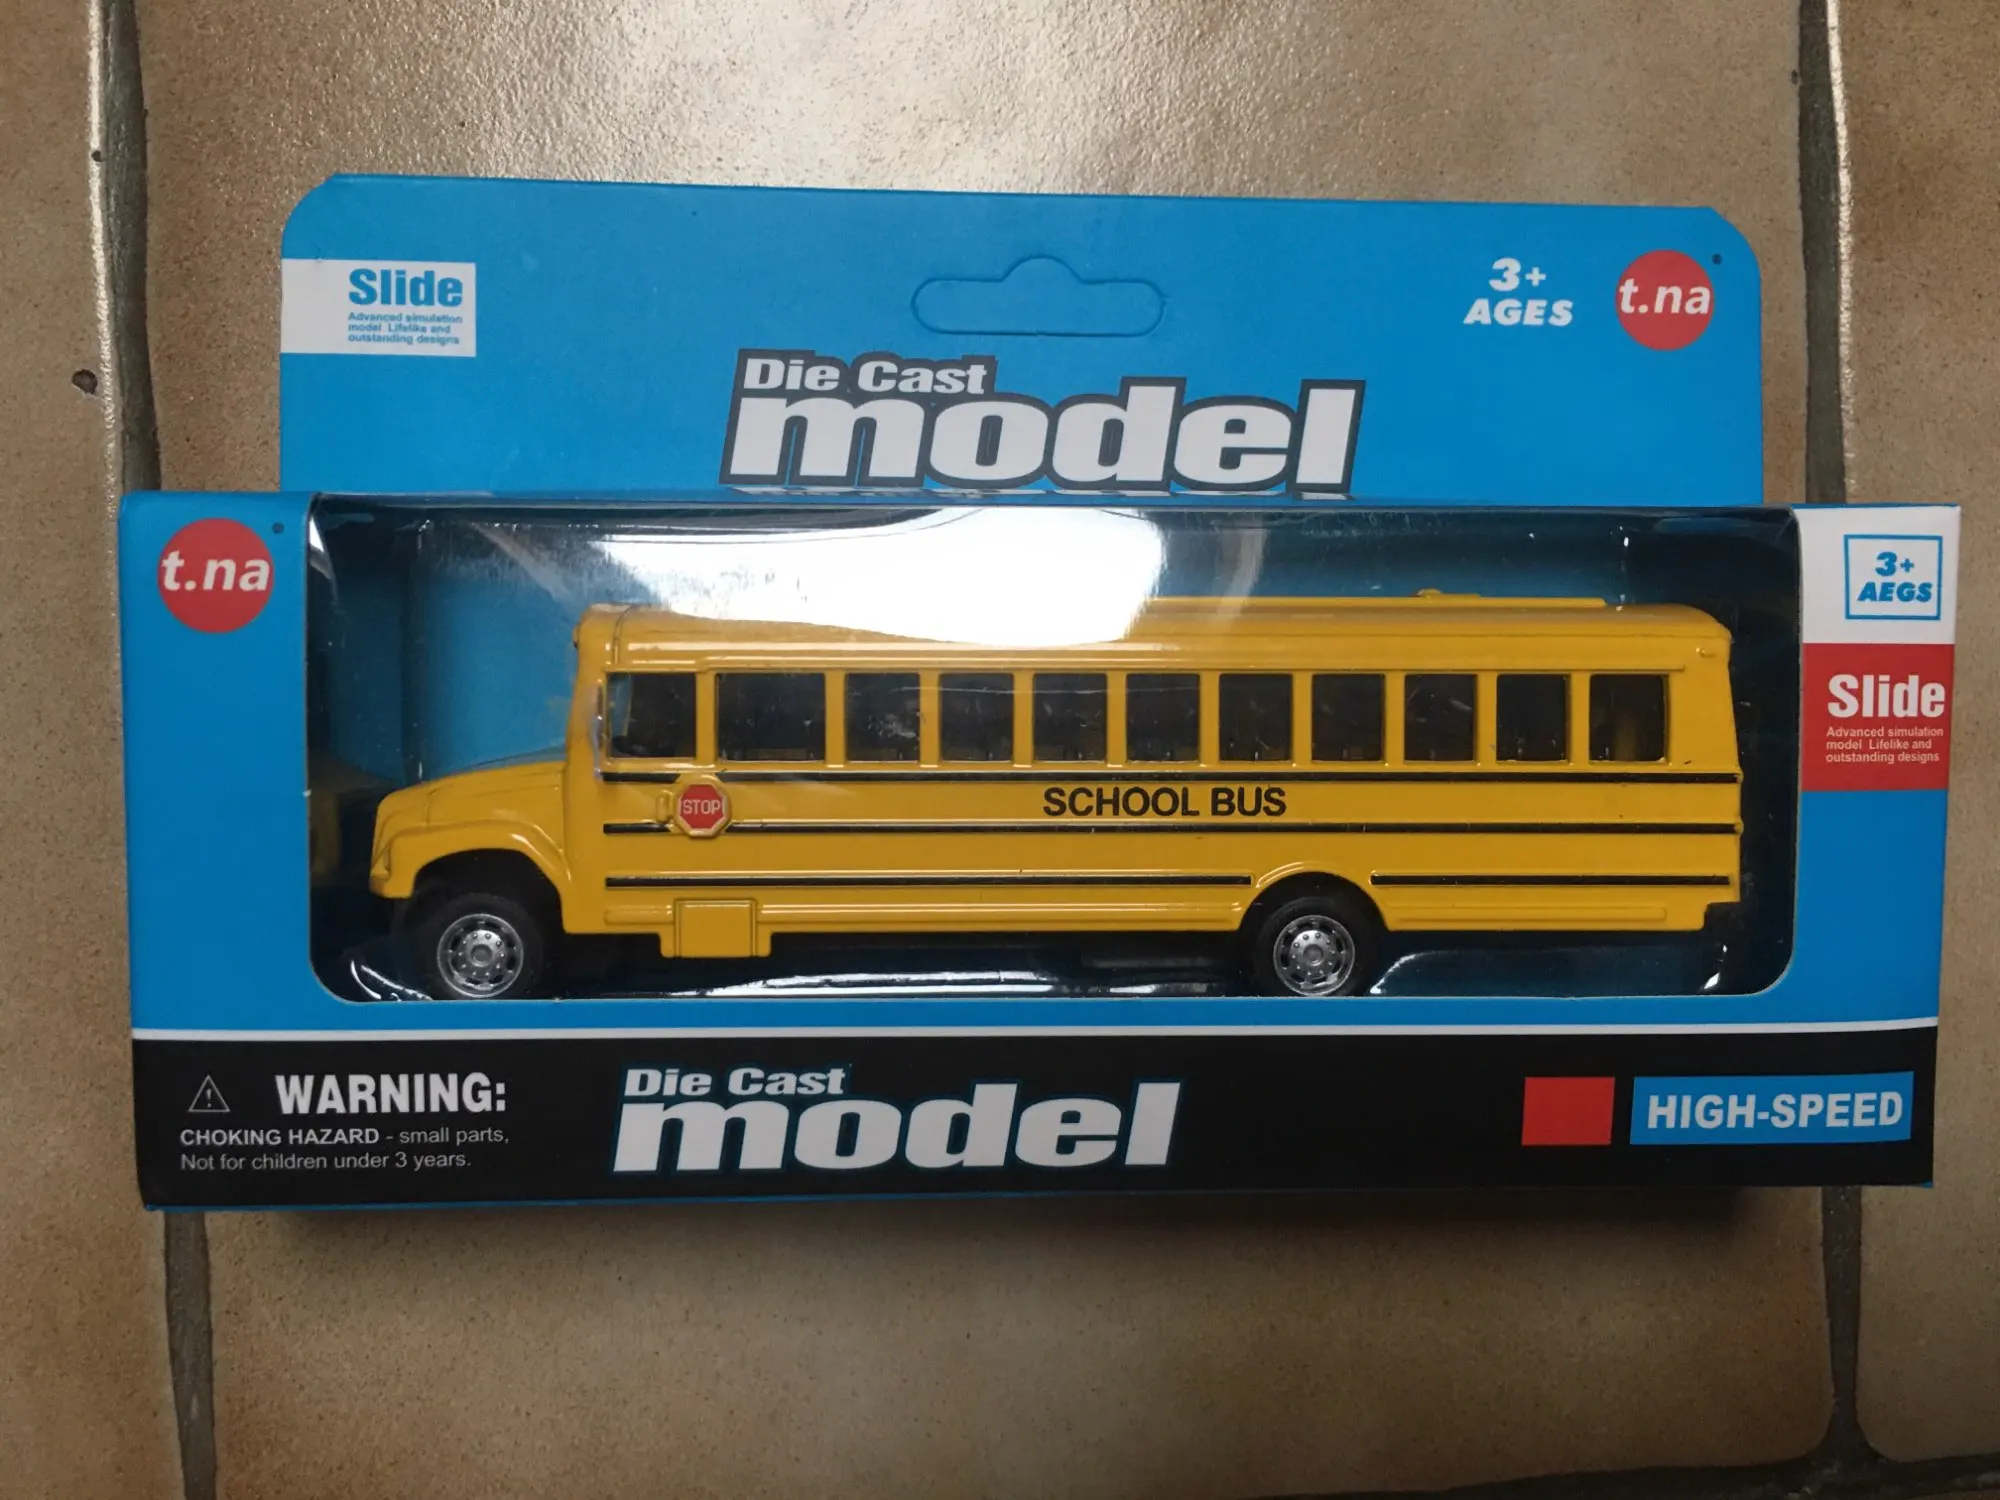 Slide
Advanced simulation
model Lifelike and
outstanding designs
3+
AGES
t.na
Die Cast
model
t.na
3+
AEGS
Slide
Advanced simulation
model Lifelike and
outstanding designs
STOP
SCHOOL BUS
WARNING:
CHOKING HAZARD - small parts,
Not for children under 3 years.
Die Cast
model
HIGH-SPEED